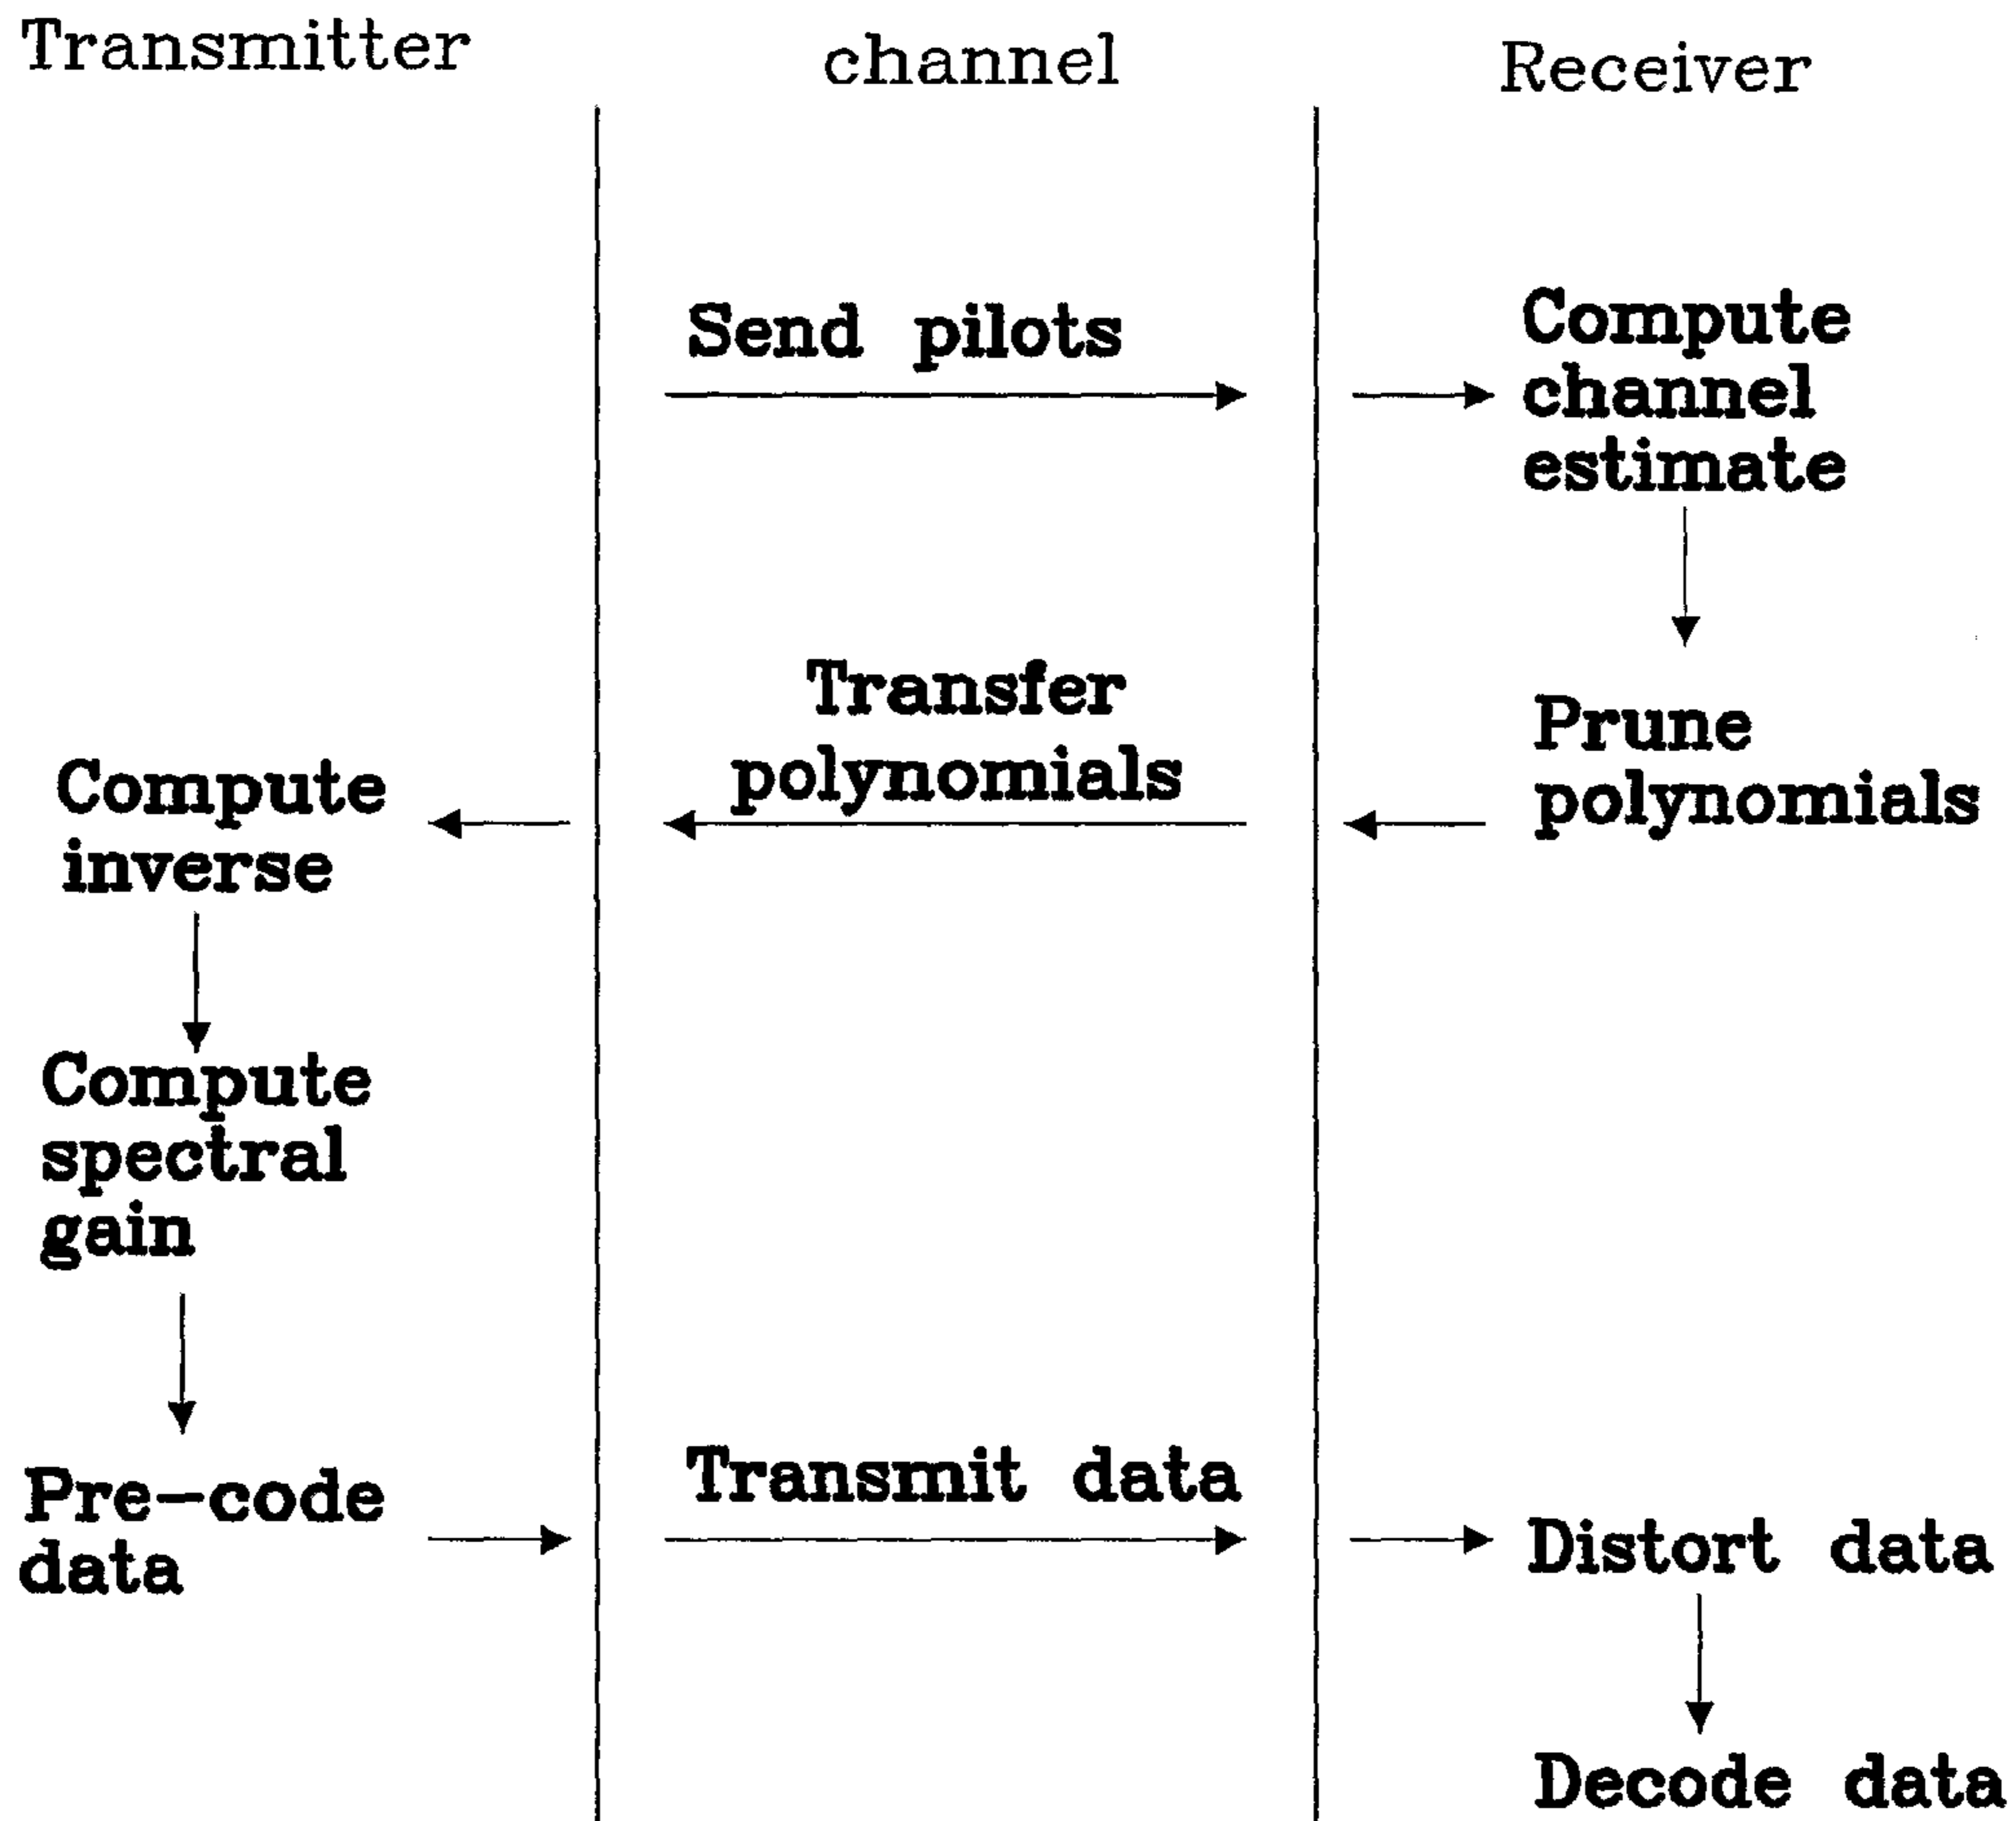 Transmitter
channel
Receiver
Send pilots
Compute
channel
estimate
Prune
polynomials
Transfer
polynomials
Compute
inverse
Compute
spectral
gain
Pre-code
data
Transmit data
Distort data
Decode data